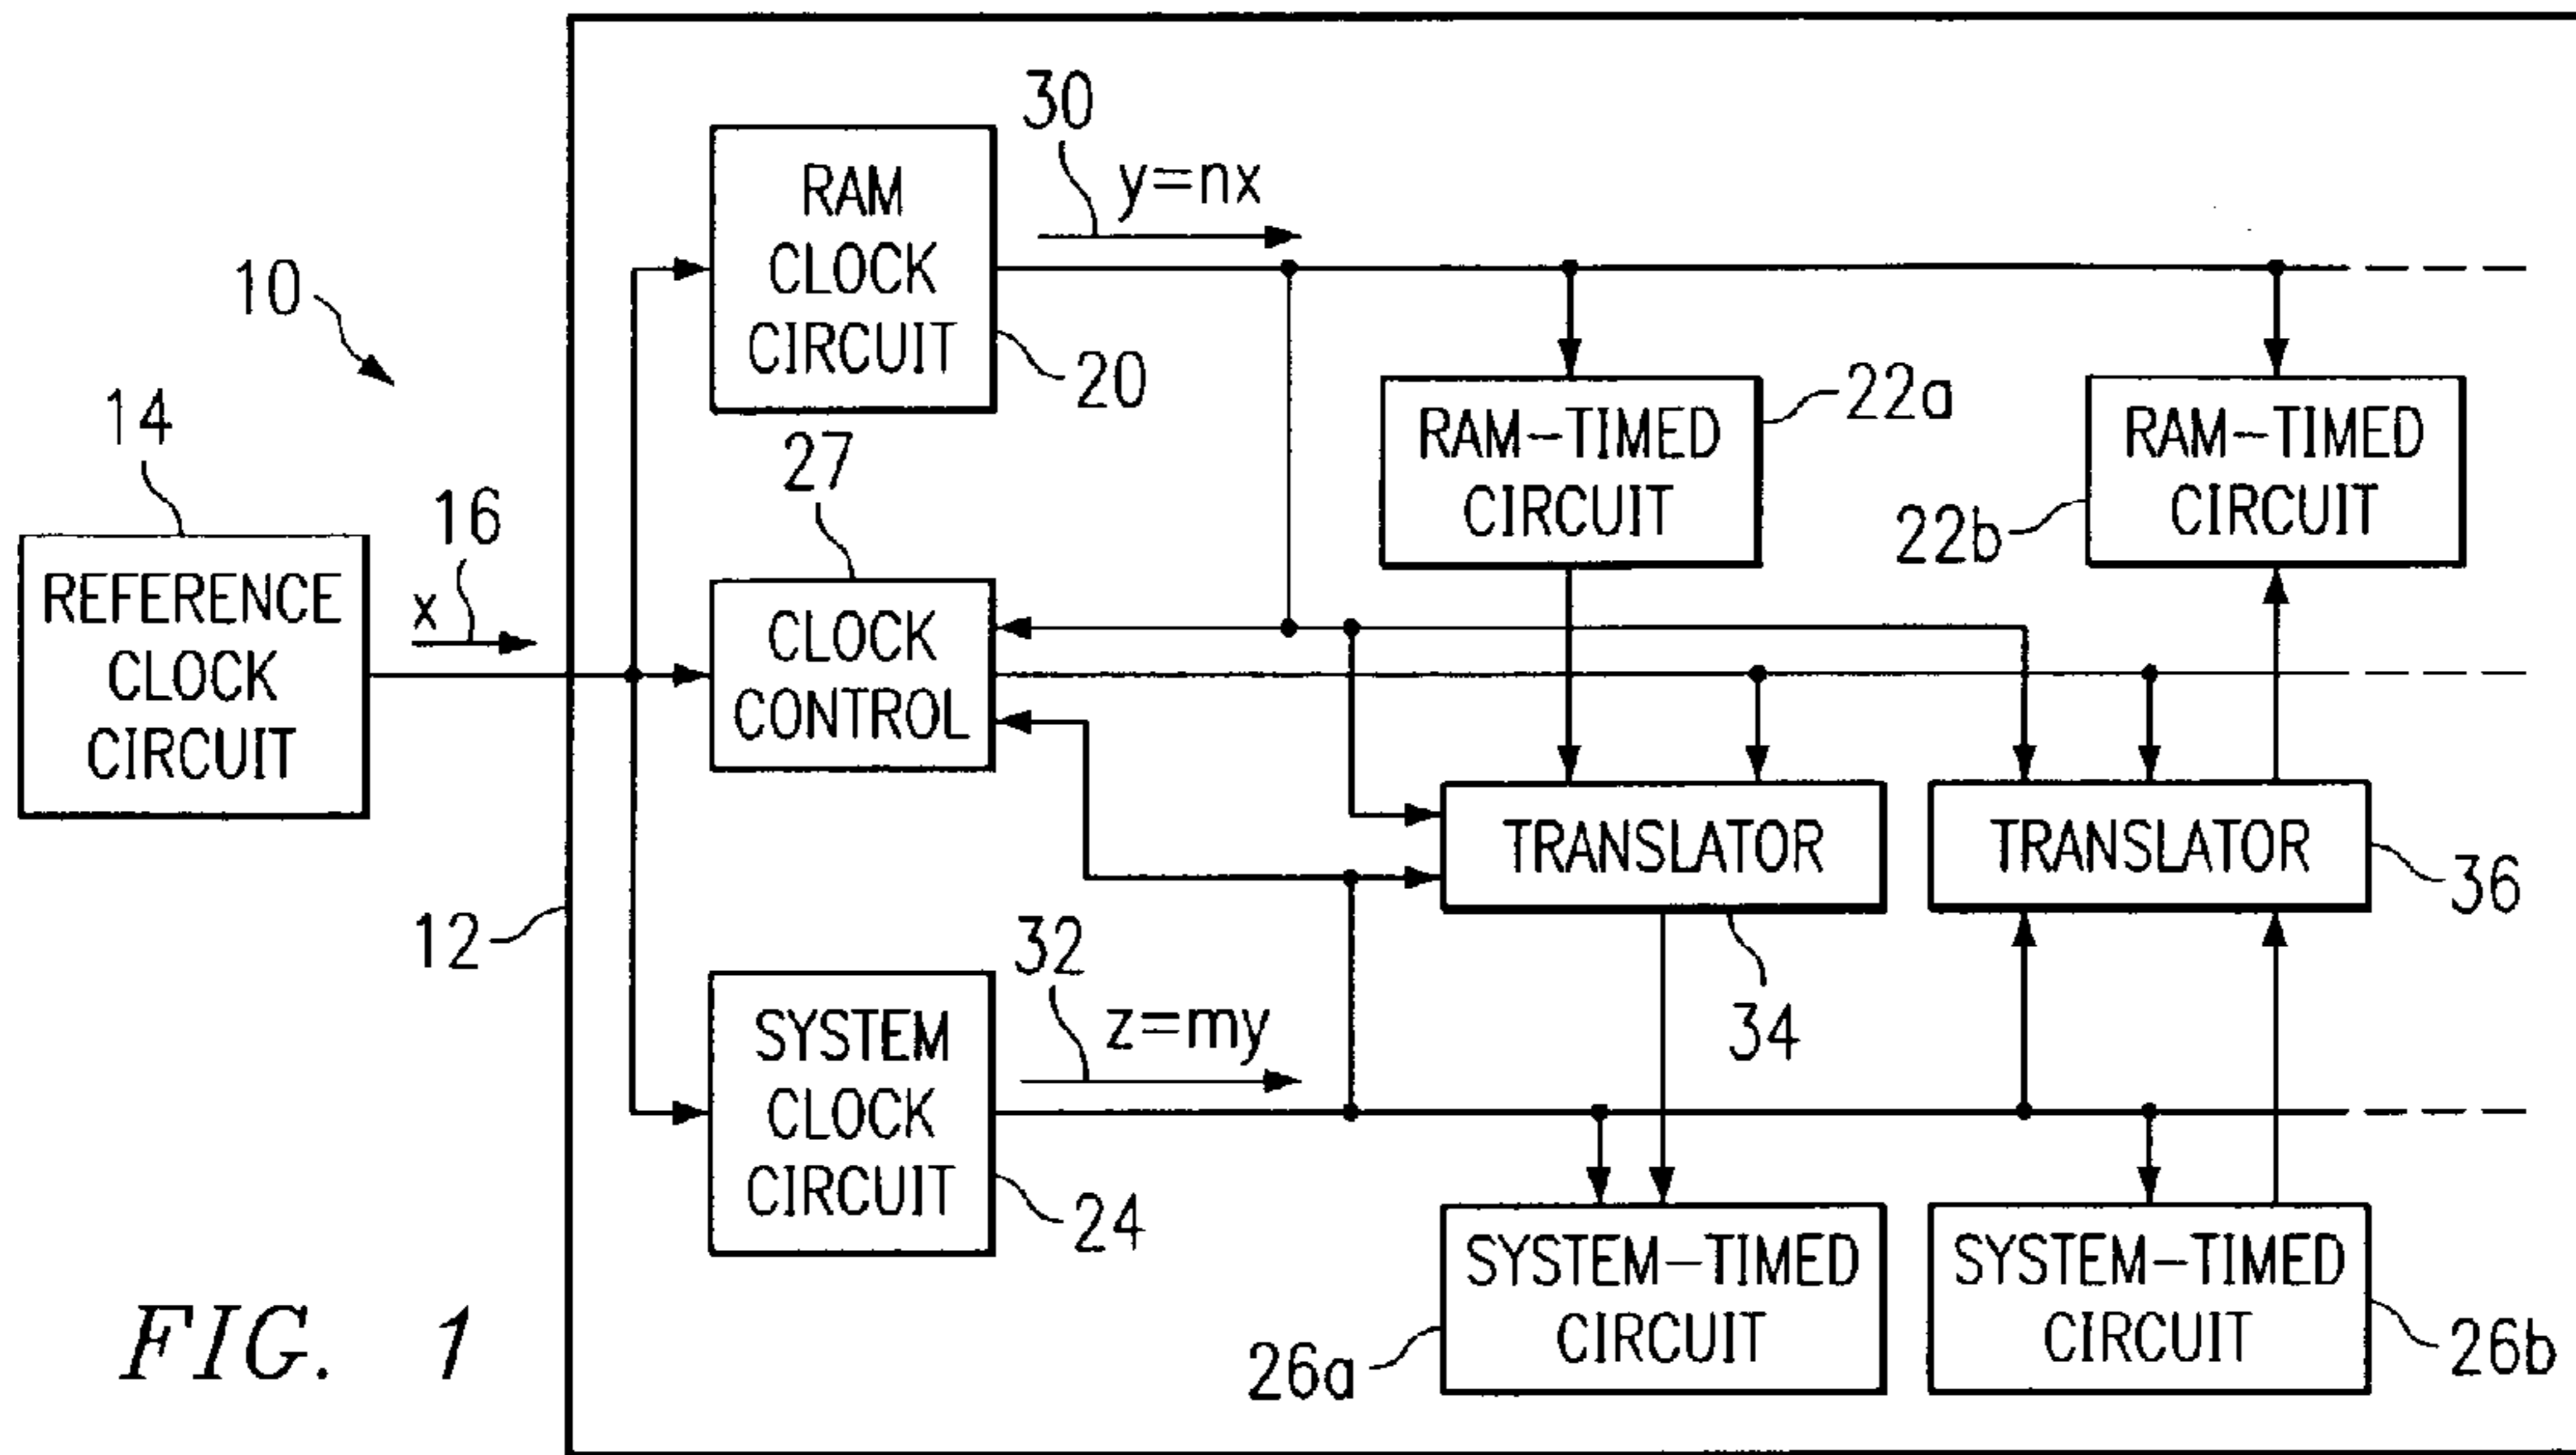 30
y=nx
RAM
CLOCK
CIRCUIT
20
10
14
27
16
x
REFERENCE
CLOCK
CIRCUIT
22a
RAM-TIMED
CIRCUIT
22b
RAM-TIMED
CIRCUIT
CLOCK
CONTROL
TRANSLATOR
34
TRANSLATOR
36
12
32
z=my
SYSTEM
CLOCK
CIRCUIT
24
SYSTEM-TIMED
CIRCUIT
26a
SYSTEM-TIMED
CIRCUIT
26b
FIG. 1